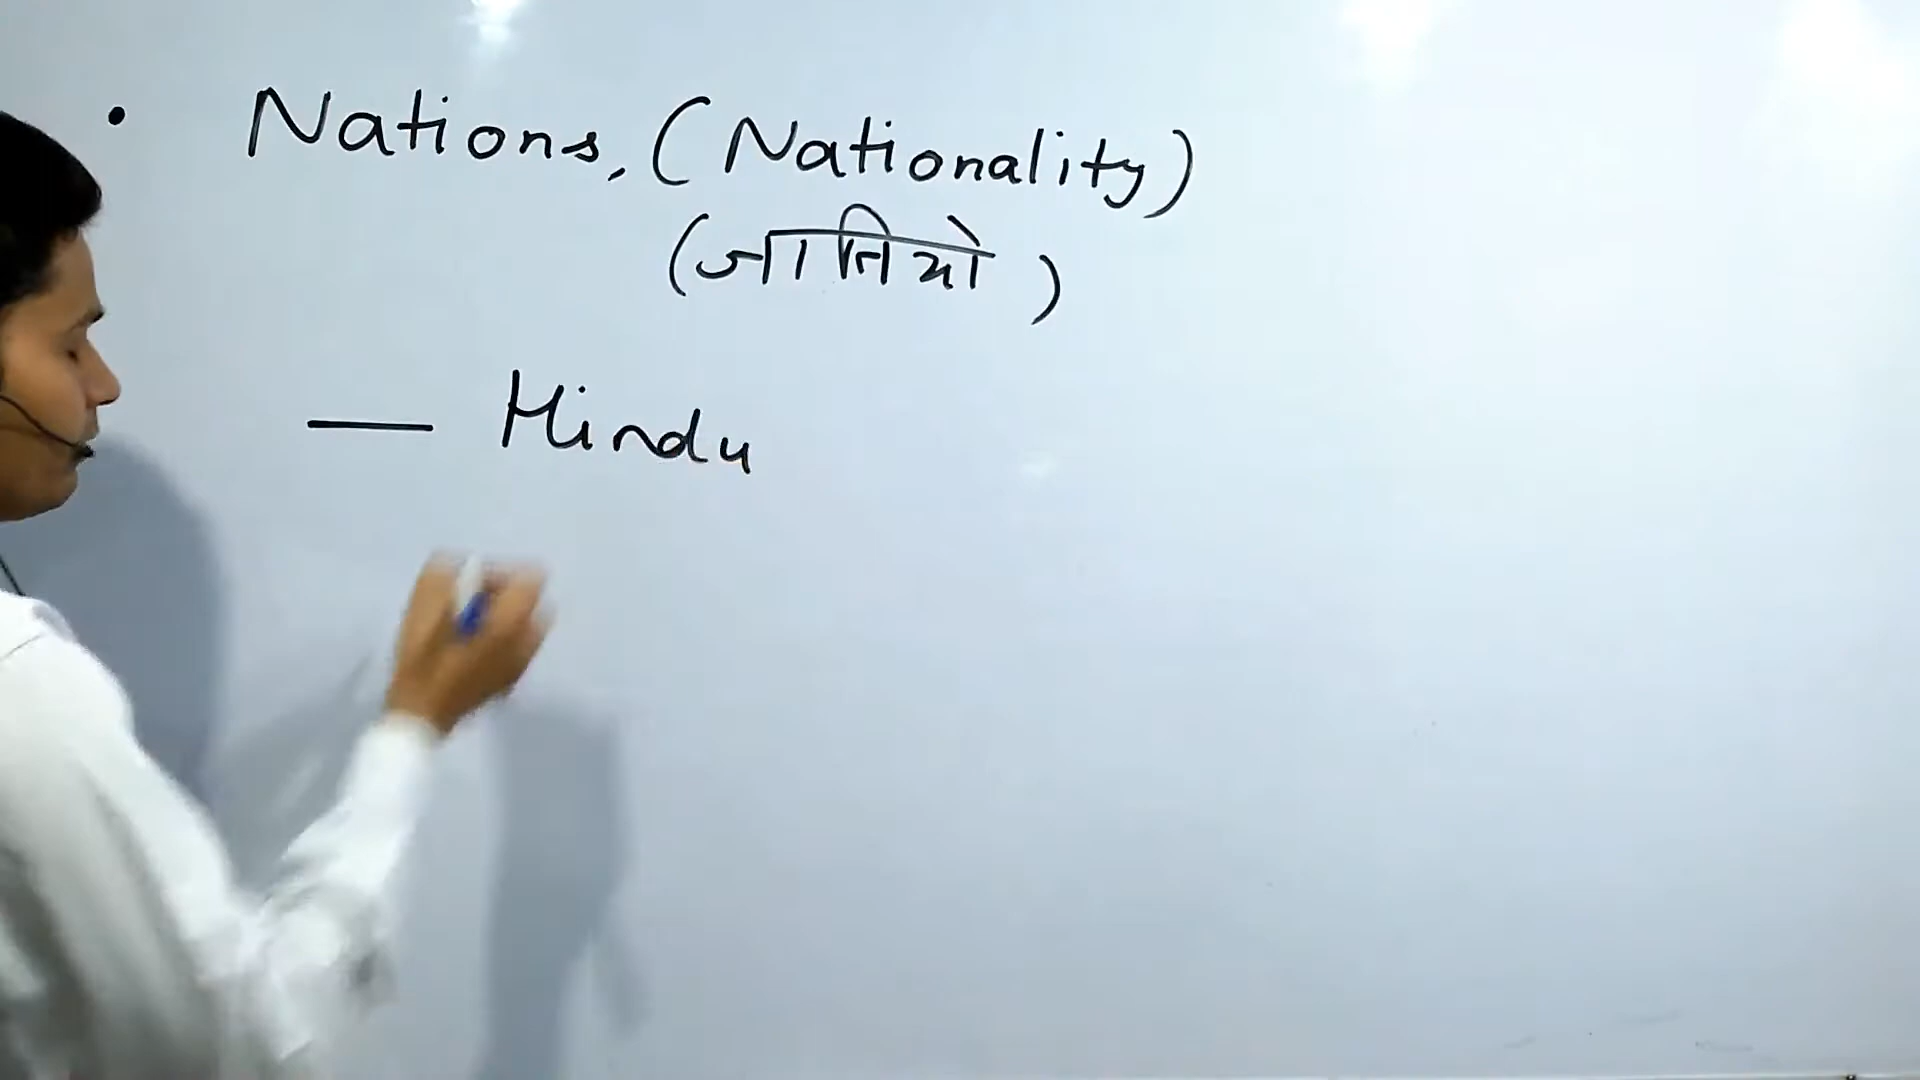 • Nations, (Nationality)
(जातियो)
— Hindu